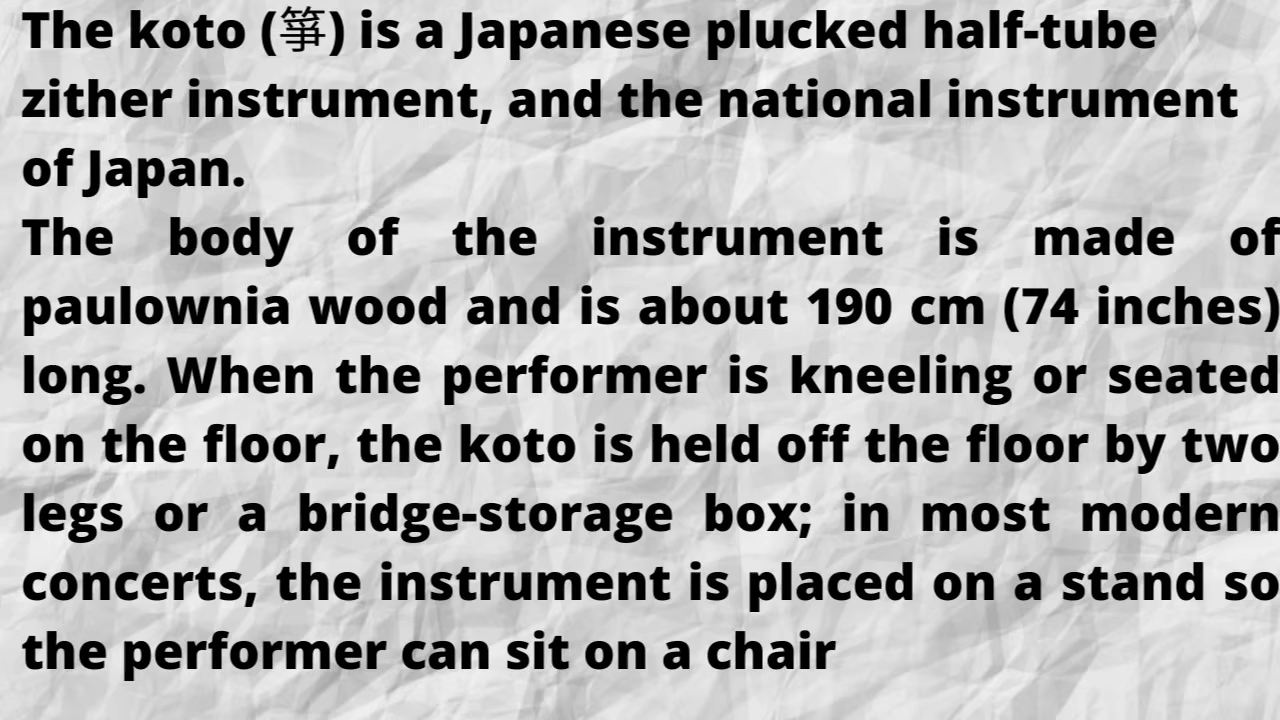 The koto (箏) is a Japanese plucked half-tube
zither instrument, and the national instrument
of Japan.
The body of the instrument is made of
paulownia wood and is about 190 cm (74 inches)
long. When the performer is kneeling or seated
on the floor, the koto is held off the floor by two
legs or a bridge-storage box; in most modern
concerts, the instrument is placed on a stand so
the performer can sit on a chair